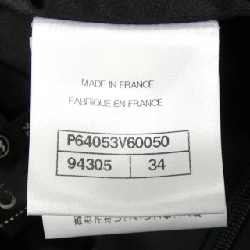 MADE IN FRANCE
FABRIQUE EN FRANCE
P64053V60050
94305 34